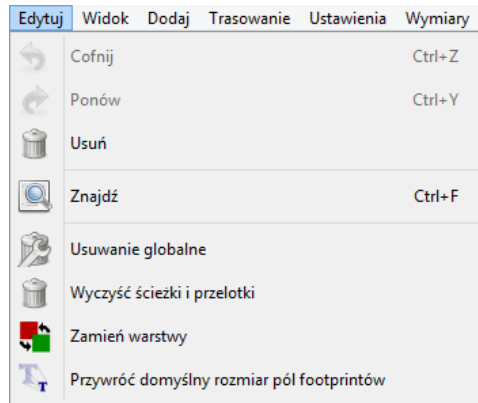 Edytuj Widok Dodaj Trasowanie Ustawienia Wymiary
Cofnij Ctrl+Z
Ponów Ctrl+Y
Usuń
Znajdź Ctrl+F
Usuwanie globalne
Wyczyść ścieżki i przelotki
Zamień warstwy
Przywróć domyślny rozmiar pól footprintów